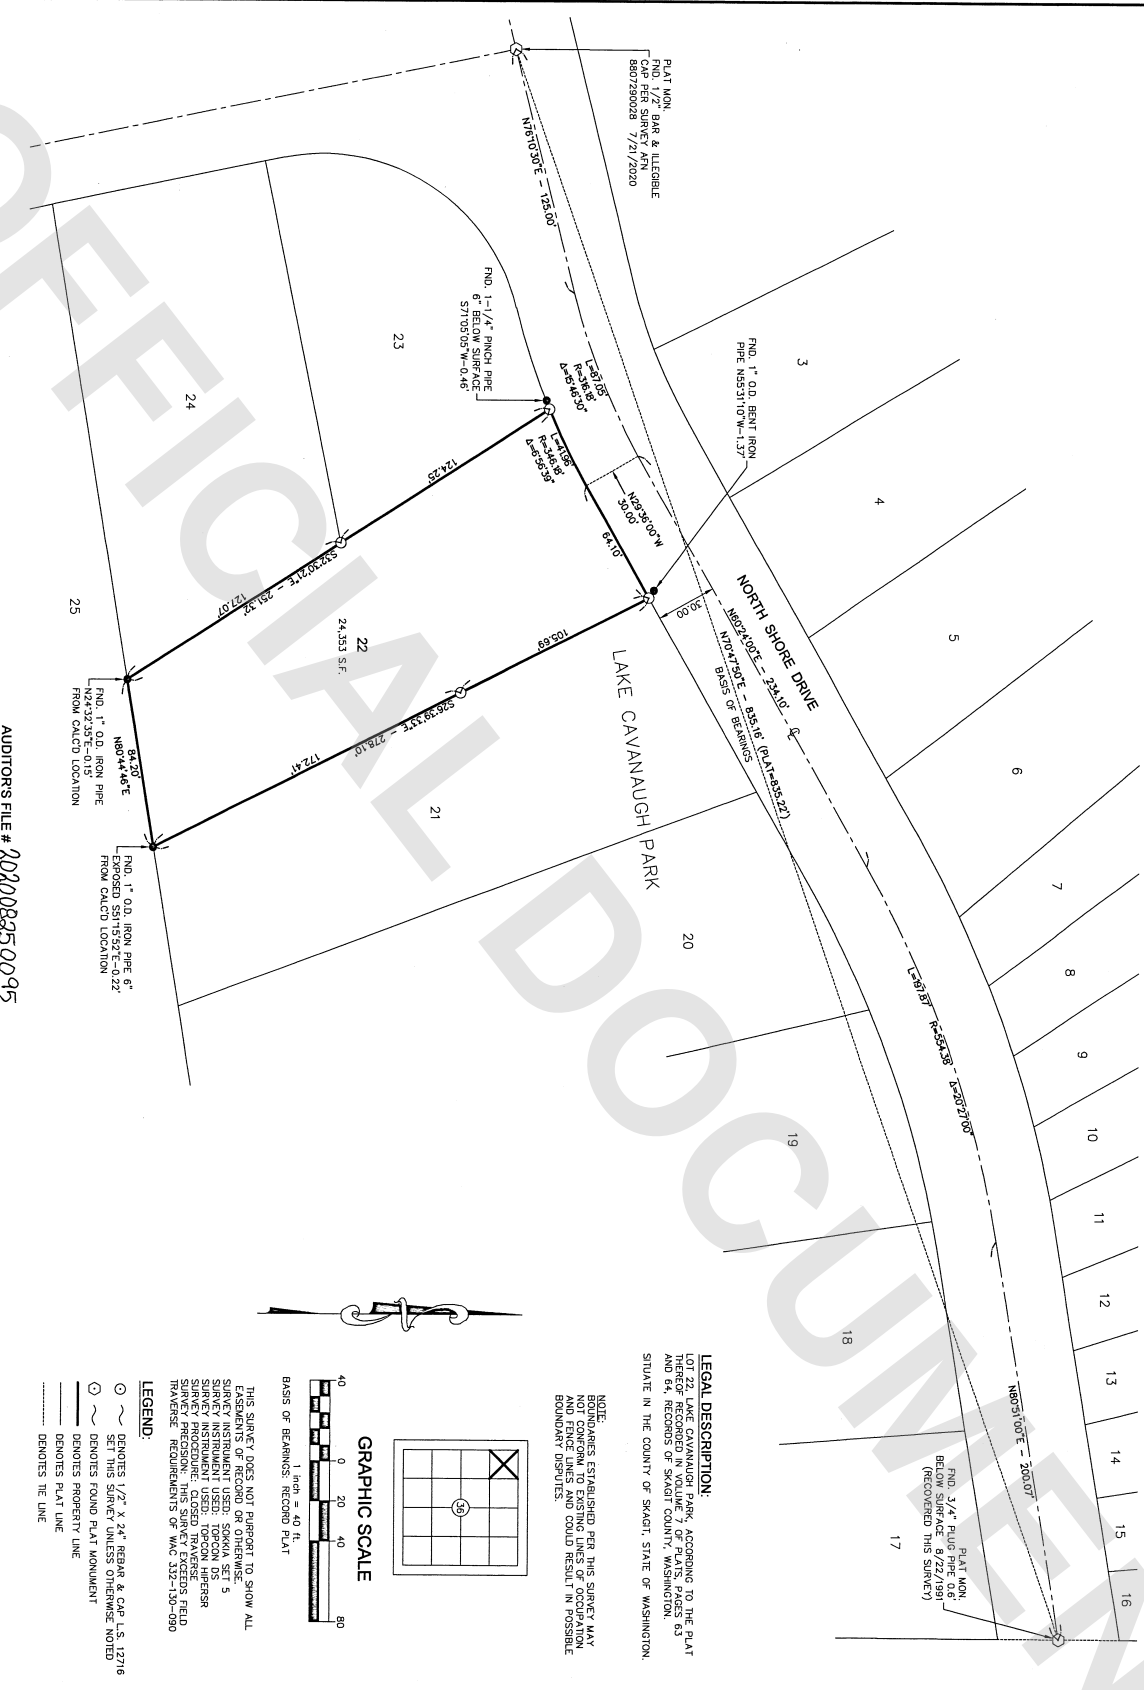 PLAT MON.
FND. 1/2" BAR & ILLEGIBLE
CAP PER SURVEY AFN
8807290028 7/21/2020
N76°10'30"E - 125.00'
FND. 1-1/4" PINCH PIPE
6" BELOW SURFACE
S71°05'05"W-0.46'
FND. 1" O.D. BENT IRON
PIPE N55°31'10"W-1.37'
L=87.05'
R=316.18'
Δ=15°46'30"
L=41.96'
R=346.18'
Δ=6°56'39"
N29°36'00"W
30.00'
64.10'
30.00
NORTH SHORE DRIVE
N60°24'00"E - 234.10'
N70°47'50"E - 835.16' (PLAT=835.22')
BASIS OF BEARINGS
L=197.87' R=554.38' Δ=20°27'00"
N80°51'00"E - 200.07'
PLAT MON.
FND. 3/4" PLUG PIPE 0.6'
BELOW SURFACE 8/22/1991
(RECOVERED THIS SURVEY)
3
4
5
6
7
8
9
10
11
12
13
14
15
16
17
18
19
20
21
22
24,353 S.F.
23
24
25
LAKE CAVANAUGH PARK
124.25'
S32°30'21"E - 251.32'
127.07'
105.69'
S26°39'33"E - 278.10'
172.41'
84.20'
N80°44'46"E
FND. 1" O.D. IRON PIPE
N24°32'35"E-0.15'
FROM CALC'D LOCATION
FND. 1" O.D. IRON PIPE 6"
EXPOSED S51°15'52"E-0.22'
FROM CALC'D LOCATION
LEGAL DESCRIPTION:
LOT 22, LAKE CAVANAUGH PARK, ACCORDING TO THE PLAT
THEREOF RECORDED IN VOLUME 7 OF PLATS, PAGES 63
AND 64, RECORDS OF SKAGIT COUNTY, WASHINGTON.
SITUATE IN THE COUNTY OF SKAGIT, STATE OF WASHINGTON.
NOTE:
BOUNDARIES ESTABLISHED PER THIS SURVEY MAY
NOT CONFORM TO EXISTING LINES OF OCCUPATION
AND FENCE LINES AND COULD RESULT IN POSSIBLE
BOUNDARY DISPUTES.
36
GRAPHIC SCALE
40 0 20 40 80
1 inch = 40 ft.
BASIS OF BEARINGS: RECORD PLAT
THIS SURVEY DOES NOT PURPORT TO SHOW ALL
EASEMENTS OF RECORD OR OTHERWISE.
SURVEY INSTRUMENT USED: SOKKIA SET 5
SURVEY INSTRUMENT USED: TOPCON DS
SURVEY INSTRUMENT USED: TOPCON HIPERSR
SURVEY PROCEDURE: CLOSED TRAVERSE
SURVEY PRECISION: THIS SURVEY EXCEEDS FIELD
TRAVERSE REQUIREMENTS OF WAC 332-130-090
LEGEND:
DENOTES 1/2" X 24" REBAR & CAP L.S. 12716
SET THIS SURVEY UNLESS OTHERWISE NOTED
DENOTES FOUND PLAT MONUMENT
DENOTES PROPERTY LINE
DENOTES PLAT LINE
DENOTES TIE LINE
AUDITOR'S FILE # 202008250095
OFFICIAL DOCUMEN